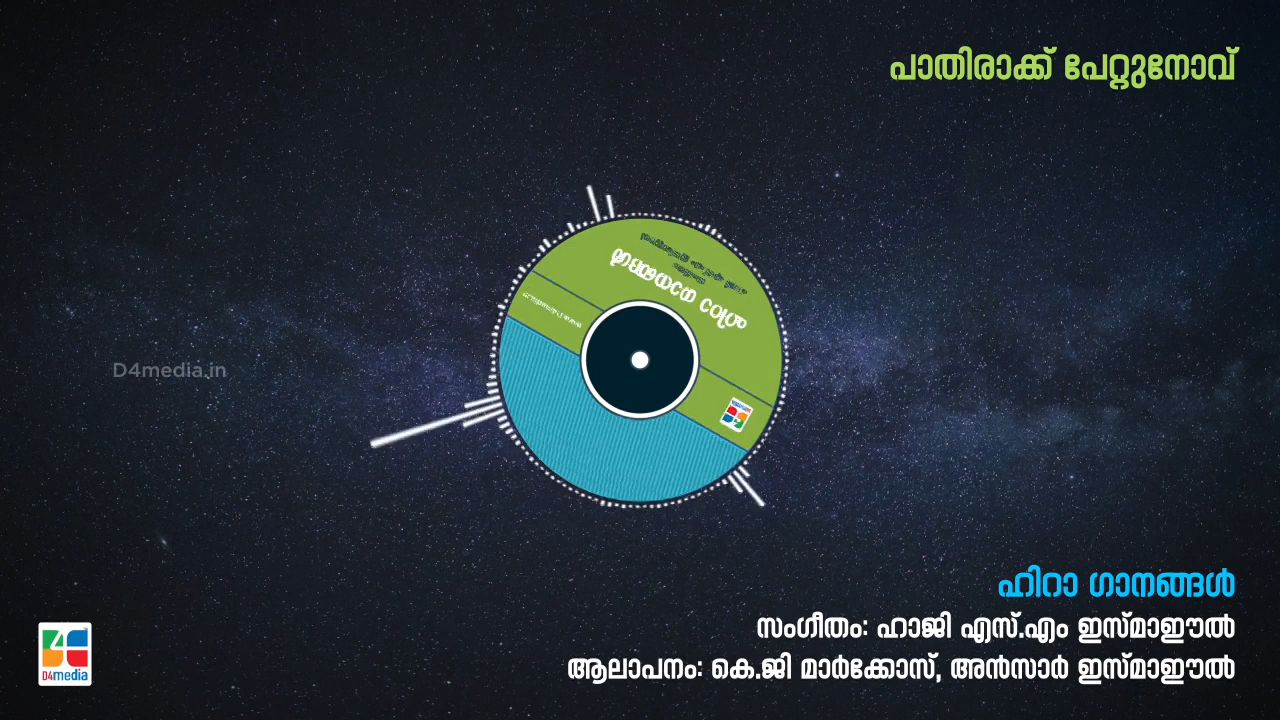 പാതിരാക്ക് പേറ്റുനോവ്
D4media.in
ഹിറാ ഗാനങ്ങൾ
സംഗീതം: ഹാജി എസ്.എം ഇസ്മാഈൽ
ആലാപനം: കെ.ജി മാർക്കോസ്, അൻസാർ ഇസ്മാഈൽ
D4media